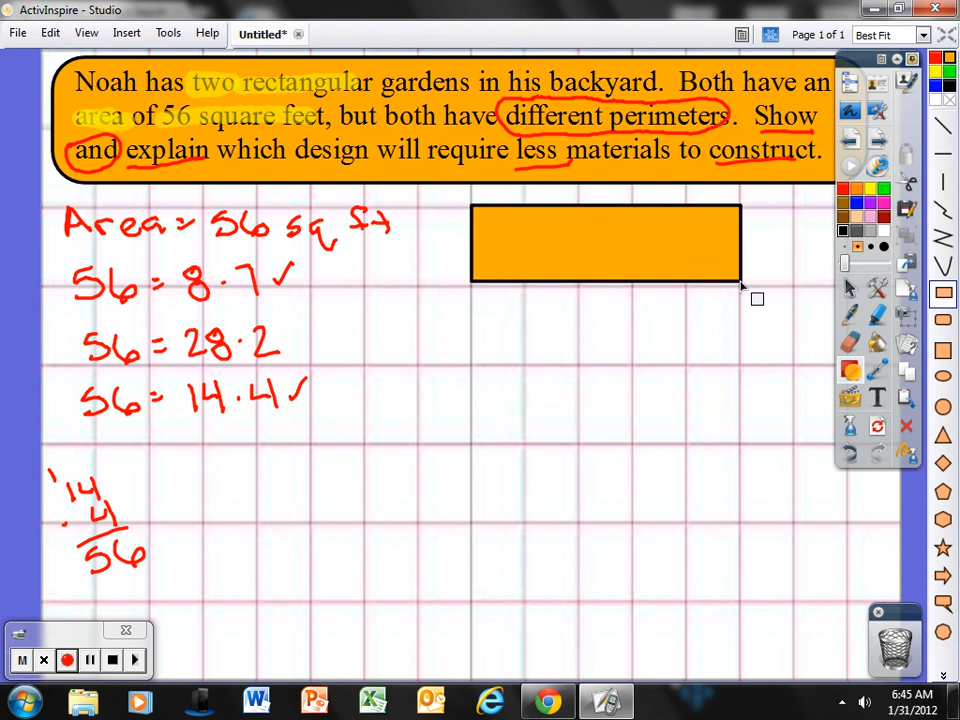 ActivInspire - Studio
File Edit View Insert Tools Help Untitled* Page 1 of 1 Best Fit
Noah has two rectangular gardens in his backyard. Both have an
area of 56 square feet, but both have different perimeters. Show
and explain which design will require less materials to construct.
Area = 56 sq ft
56 = 8 · 7 ✓
56 = 28 · 2
56 = 14 · 4 ✓
1
14
· 4
56
M
6:45 AM
1/31/2012